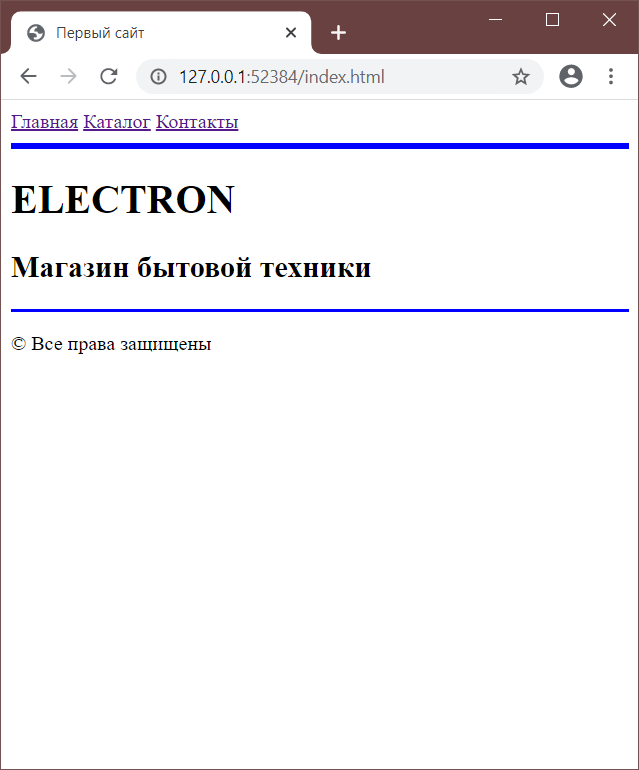 Первый сайт
127.0.0.1:52384/index.html
Главная Каталог Контакты
ELECTRON
Магазин бытовой техники
© Все права защищены